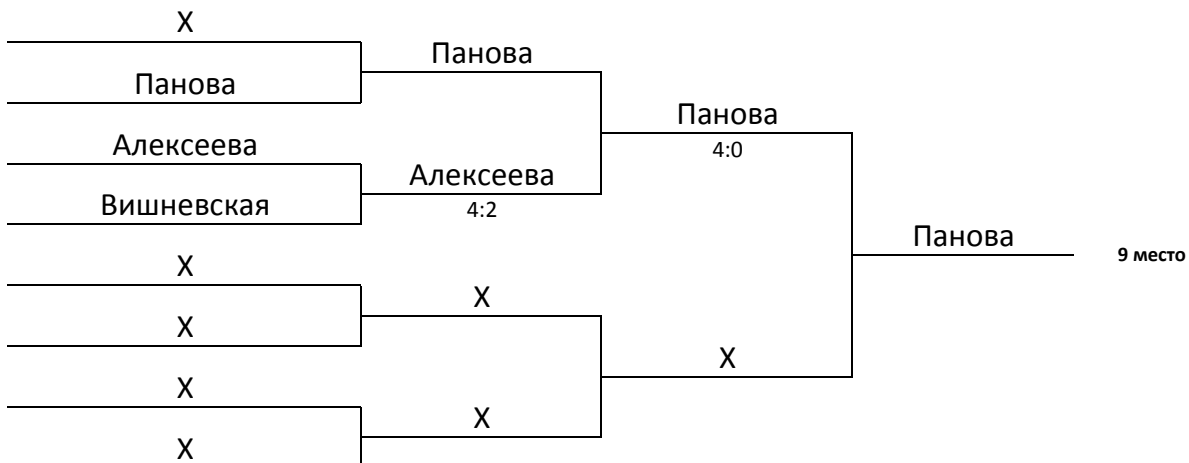 Х
Панова
Панова
Панова
Алексеева
4:0
Алексеева
Вишневская
4:2
Панова
9 место
Х
Х
Х
Х
Х
Х
Х